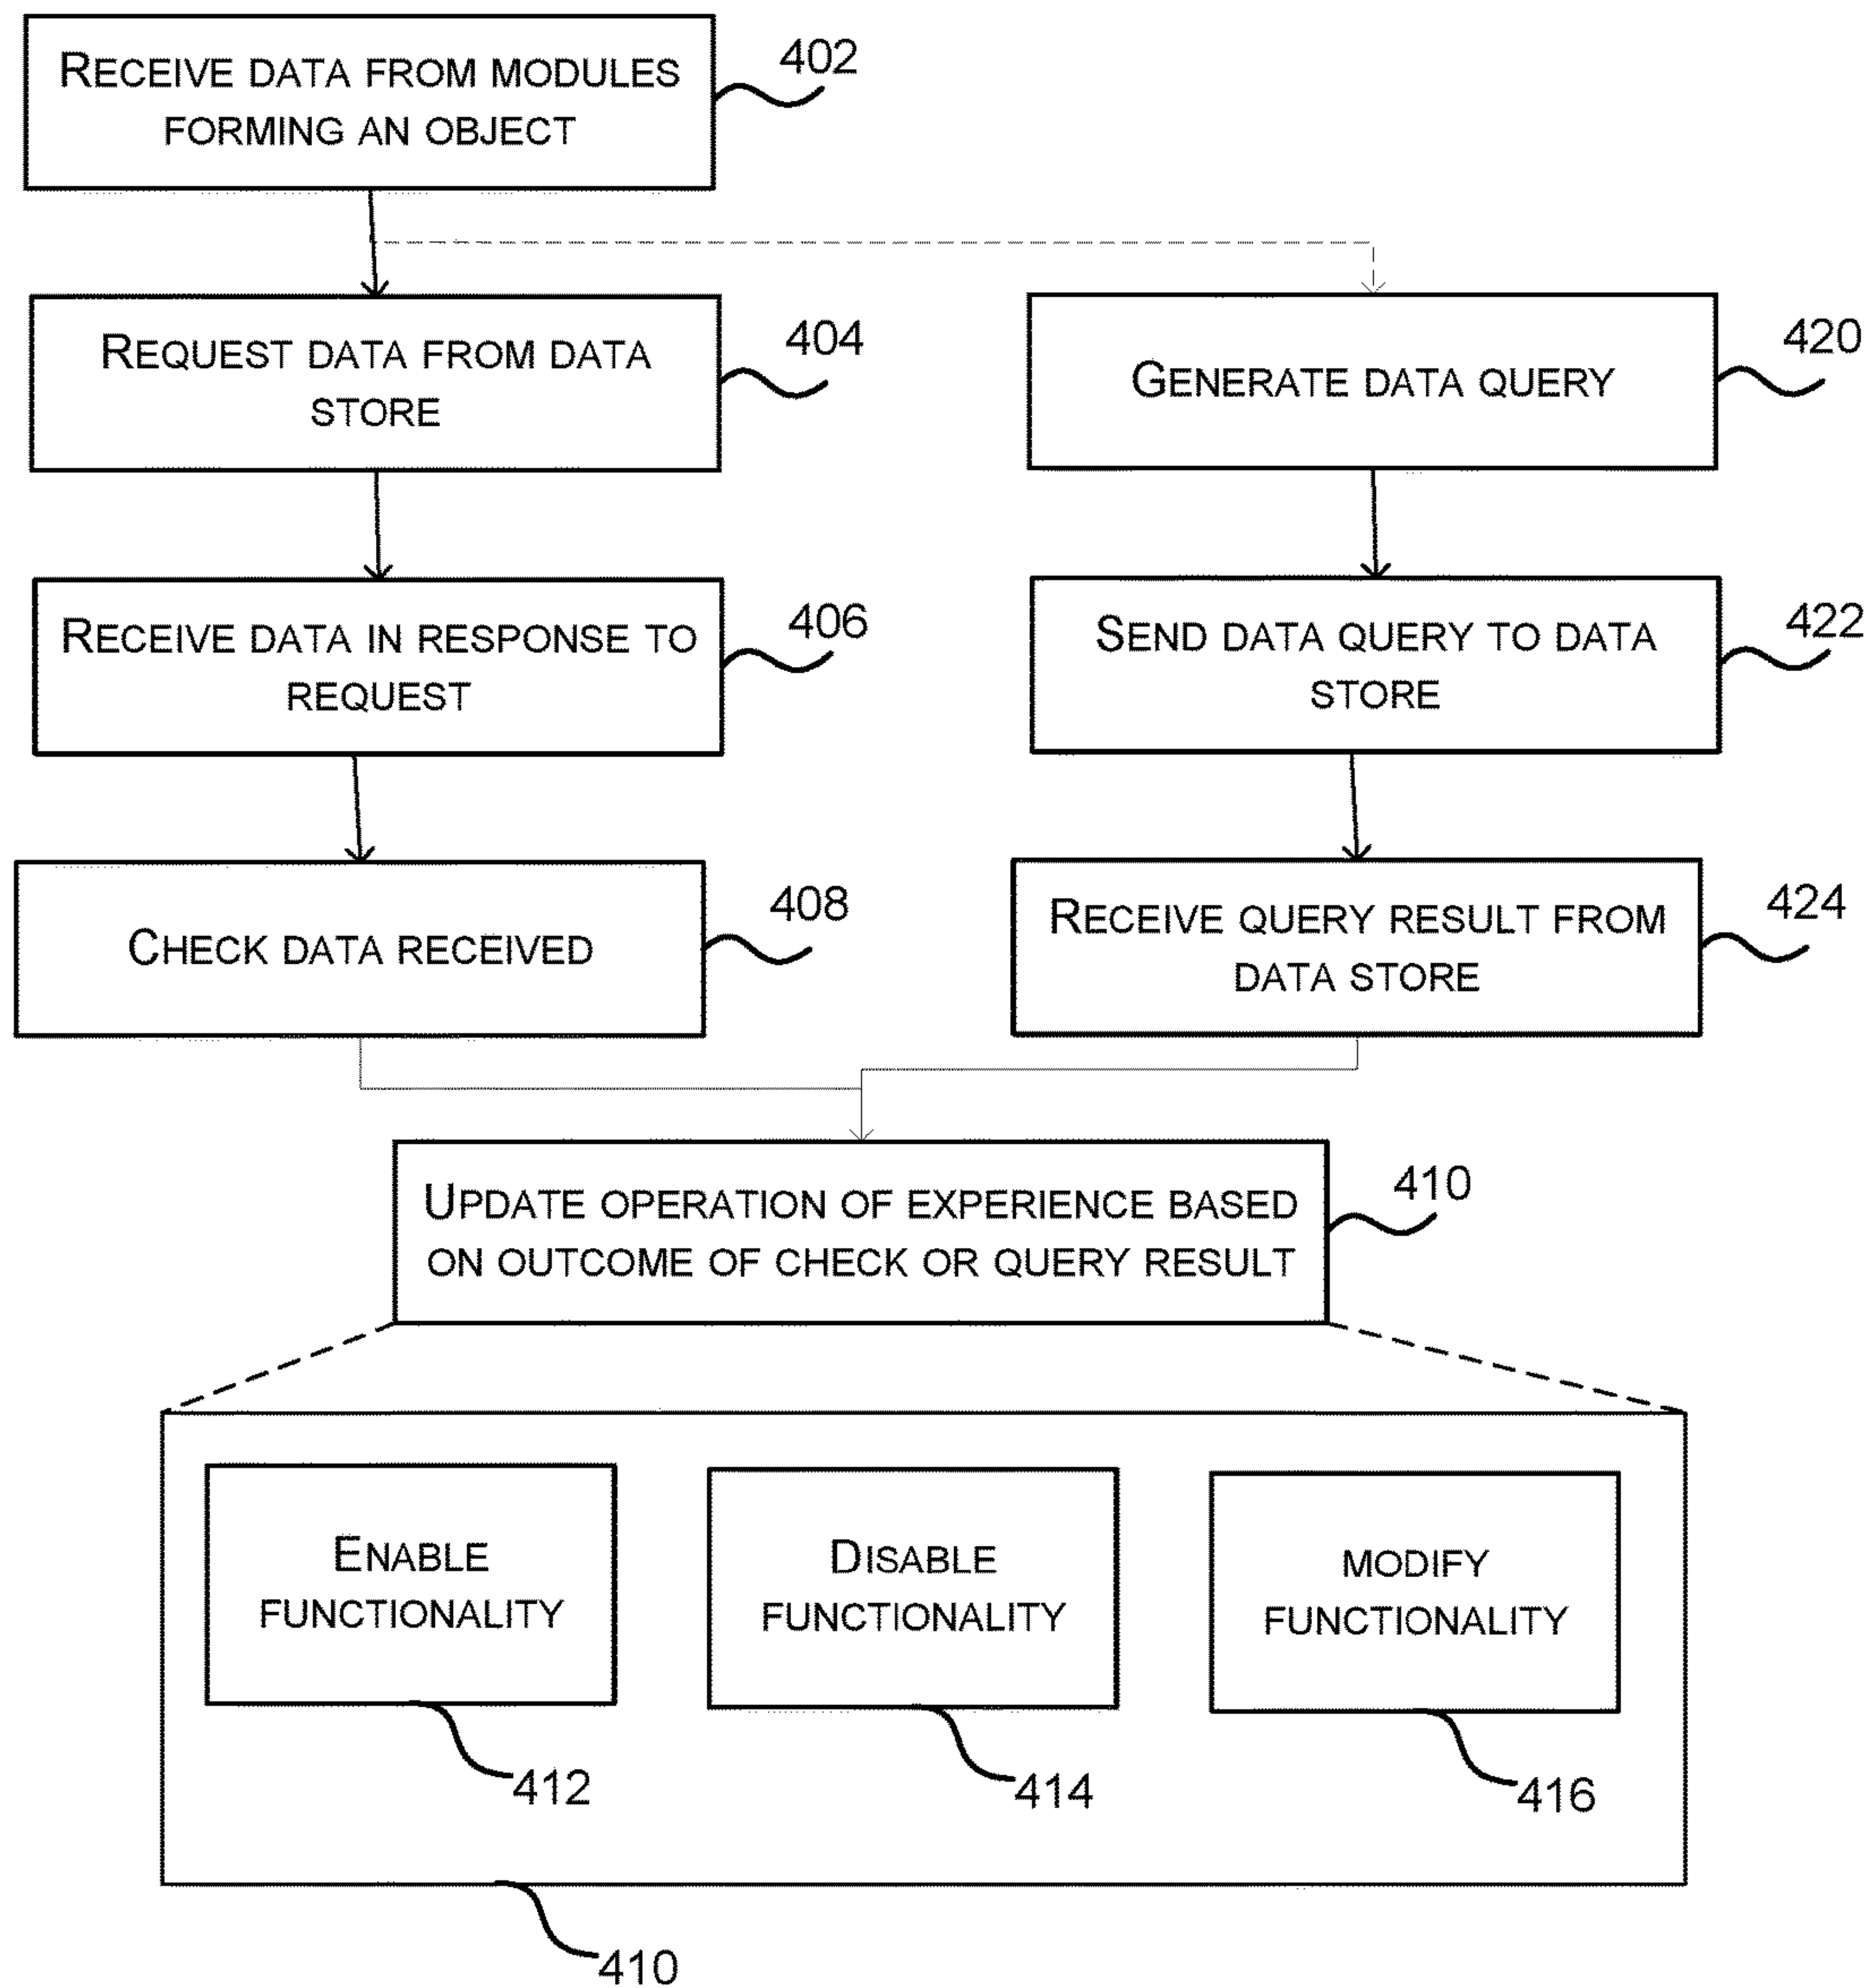 RECEIVE DATA FROM MODULES
FORMING AN OBJECT
402
REQUEST DATA FROM DATA
STORE
404
GENERATE DATA QUERY
420
RECEIVE DATA IN RESPONSE TO
REQUEST
406
SEND DATA QUERY TO DATA
STORE
422
CHECK DATA RECEIVED
408
RECEIVE QUERY RESULT FROM
DATA STORE
424
UPDATE OPERATION OF EXPERIENCE BASED
ON OUTCOME OF CHECK OR QUERY RESULT
410
ENABLE
FUNCTIONALITY
412
DISABLE
FUNCTIONALITY
414
MODIFY
FUNCTIONALITY
416
410